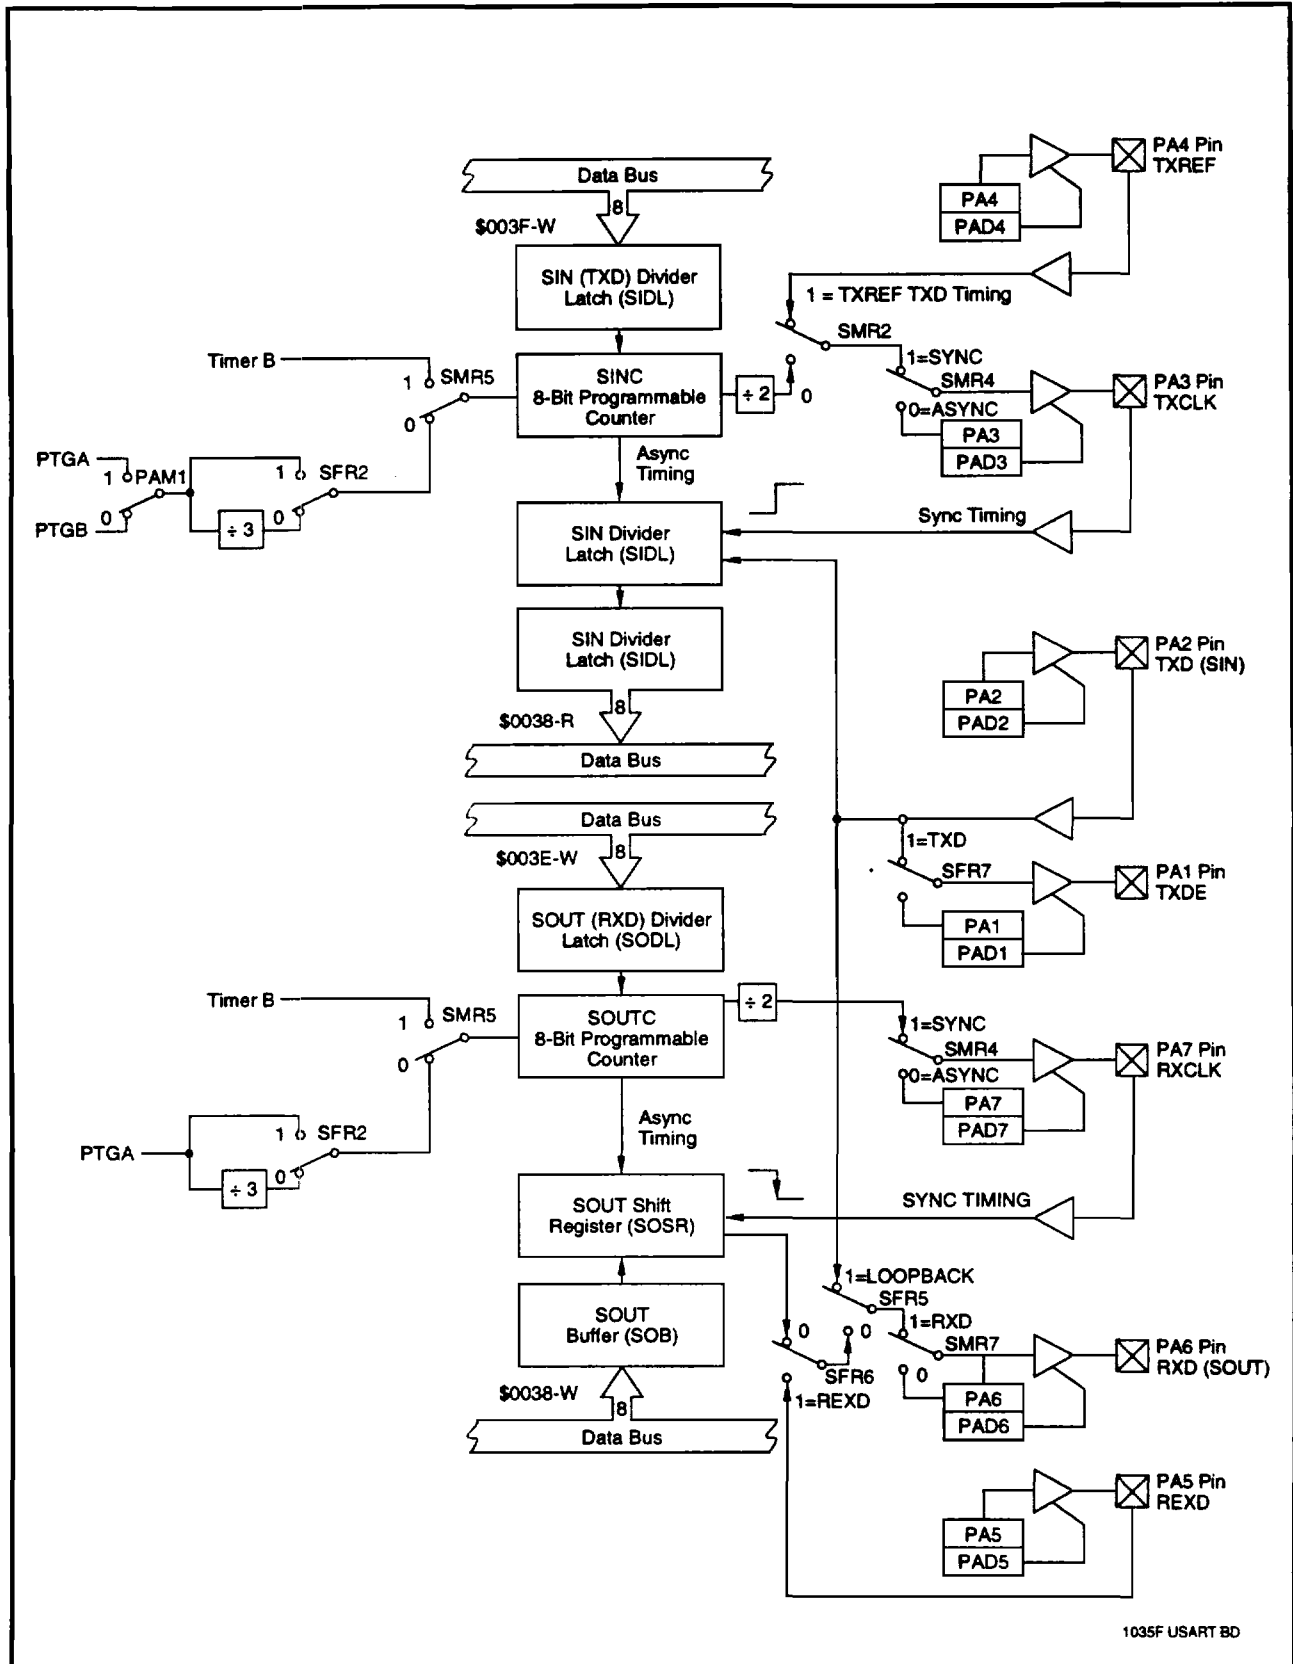 Data Bus
8
$003F-W
SIN (TXD) Divider
Latch (SIDL)
PA4 Pin
TXREF
PA4
PAD4
1 = TXREF TXD Timing
SMR2
Timer B
1
SMR5
0
SINC
8-Bit Programmable
Counter
÷ 2
0
1=SYNC
SMR4
0=ASYNC
PA3
PAD3
PA3 Pin
TXCLK
PTGA
1
PAM1
0
PTGB
÷ 3
1
SFR2
0
Async
Timing
SIN Divider
Latch (SIDL)
Sync Timing
SIN Divider
Latch (SIDL)
8
$0038-R
Data Bus
PA2 Pin
TXD (SIN)
PA2
PAD2
Data Bus
8
$003E-W
SOUT (RXD) Divider
Latch (SODL)
1=TXD
SFR7
PA1
PAD1
PA1 Pin
TXDE
Timer B
1
SMR5
0
SOUTC
8-Bit Programmable
Counter
÷ 2
1=SYNC
SMR4
0=ASYNC
PA7
PAD7
PA7 Pin
RXCLK
PTGA
÷ 3
1
SFR2
0
Async
Timing
SOUT Shift
Register (SOSR)
SYNC TIMING
SOUT
Buffer (SOB)
8
$0038-W
Data Bus
1=LOOPBACK
SFR5
0
0
SFR6
1=REXD
1=RXD
SMR7
0
PA6
PAD6
PA6 Pin
RXD (SOUT)
PA5 Pin
REXD
PA5
PAD5
1035F USART BD